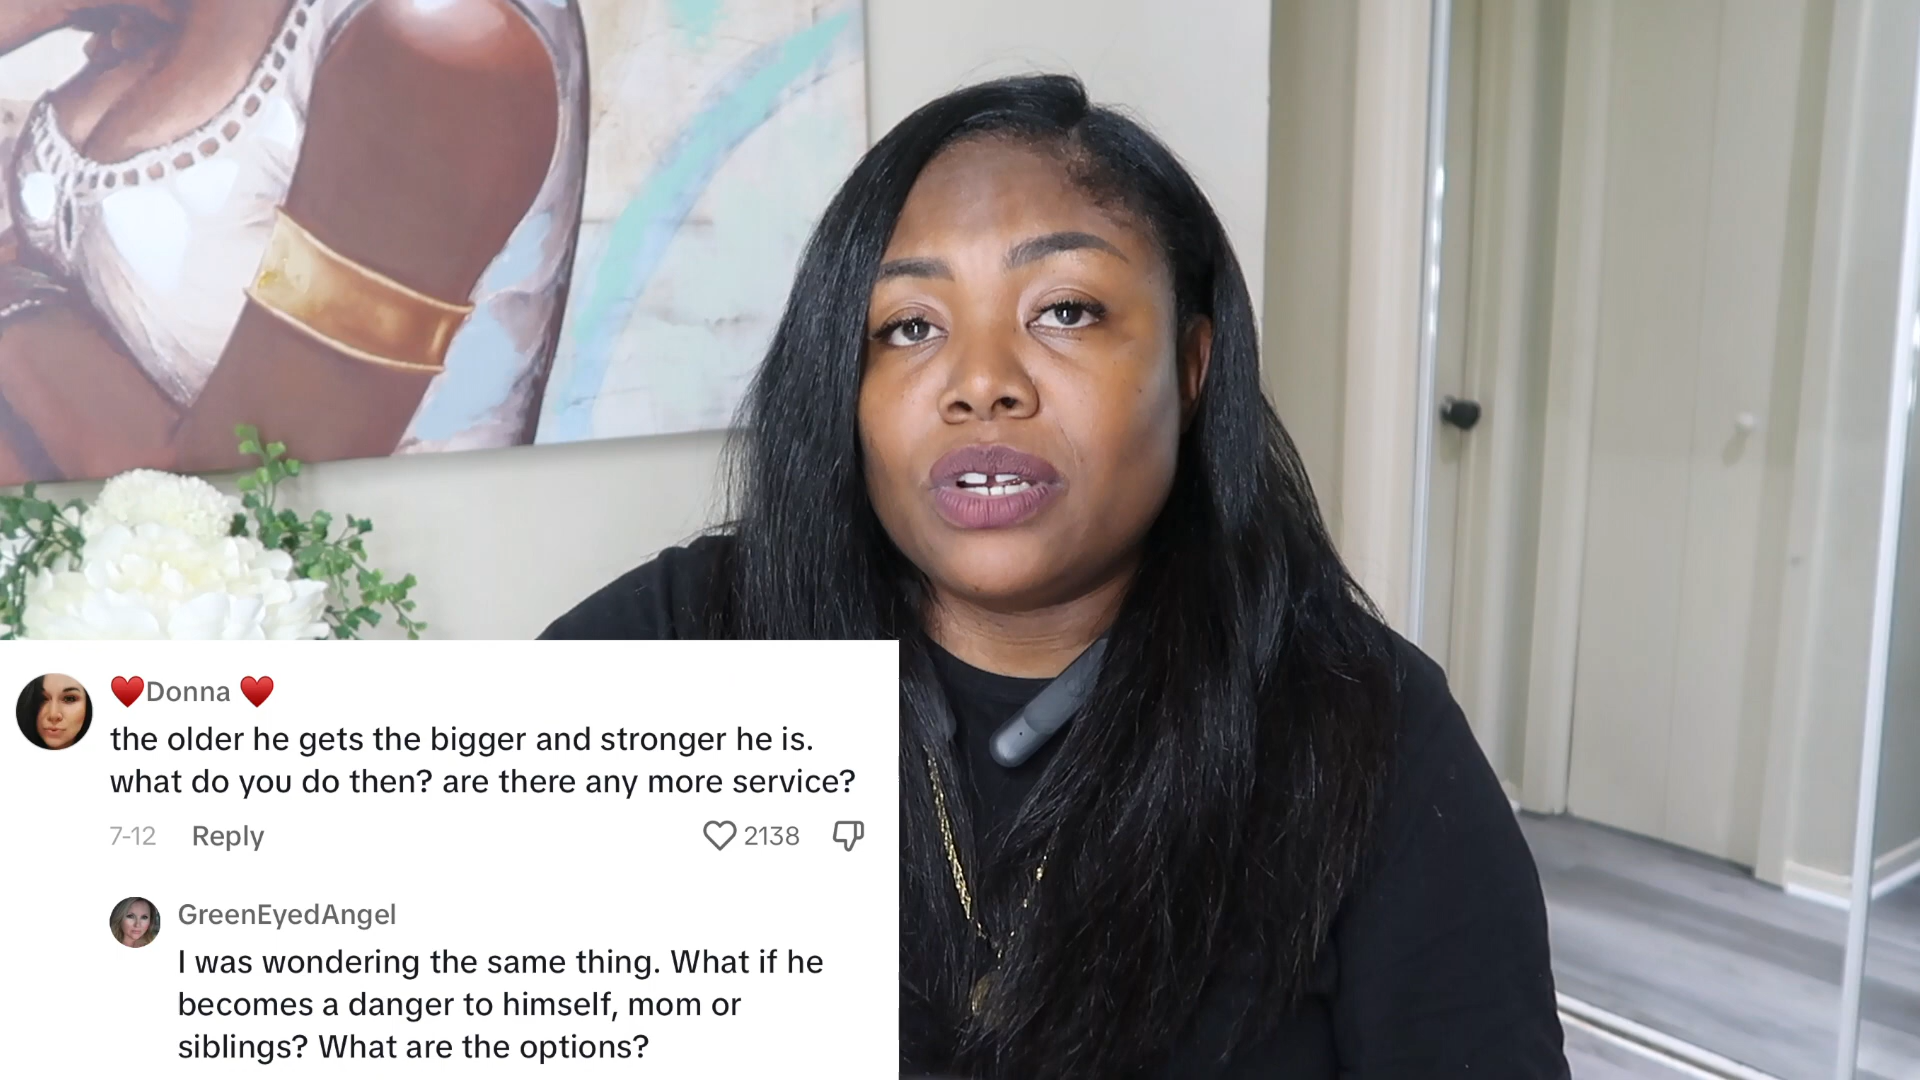 ♥️Donna ♥️
the older he gets the bigger and stronger he is.
what do you do then? are there any more service?
7-12 Reply 2138
GreenEyedAngel
I was wondering the same thing. What if he
becomes a danger to himself, mom or
siblings? What are the options?